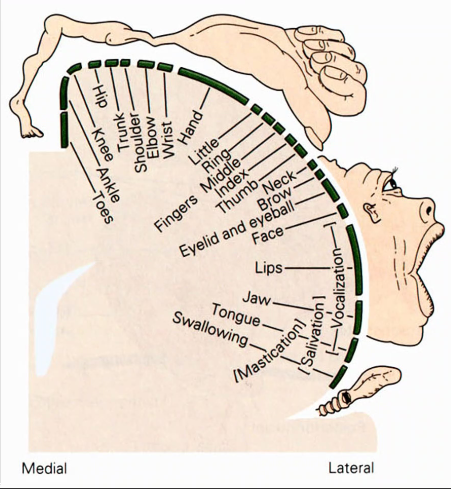 Toes
Ankle
Knee
Hip
Trunk
Shoulder
Elbow
Wrist
Hand
Little
Ring
Middle
Index
Thumb
Fingers
Neck
Brow
Eyelid and eyeball
Face
Lips
Jaw
Tongue
Swallowing
[Mastication]
[Salivation]
[Vocalization]
Medial
Lateral